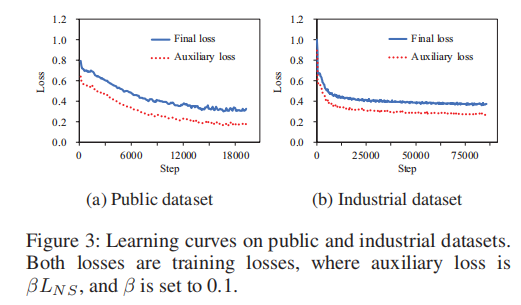 1.2
1.0
0.8
0.6
0.4
0.2
0.0
Loss
Final loss
Auxiliary loss
0 6000 12000 18000
Step
(a) Public dataset
1.2
1.0
0.8
0.6
0.4
0.2
0.0
Loss
Final loss
Auxiliary loss
0 25000 50000 75000
Step
(b) Industrial dataset
Figure 3: Learning curves on public and industrial datasets.
Both losses are training losses, where auxiliary loss is
βL_{NS}, and β is set to 0.1.